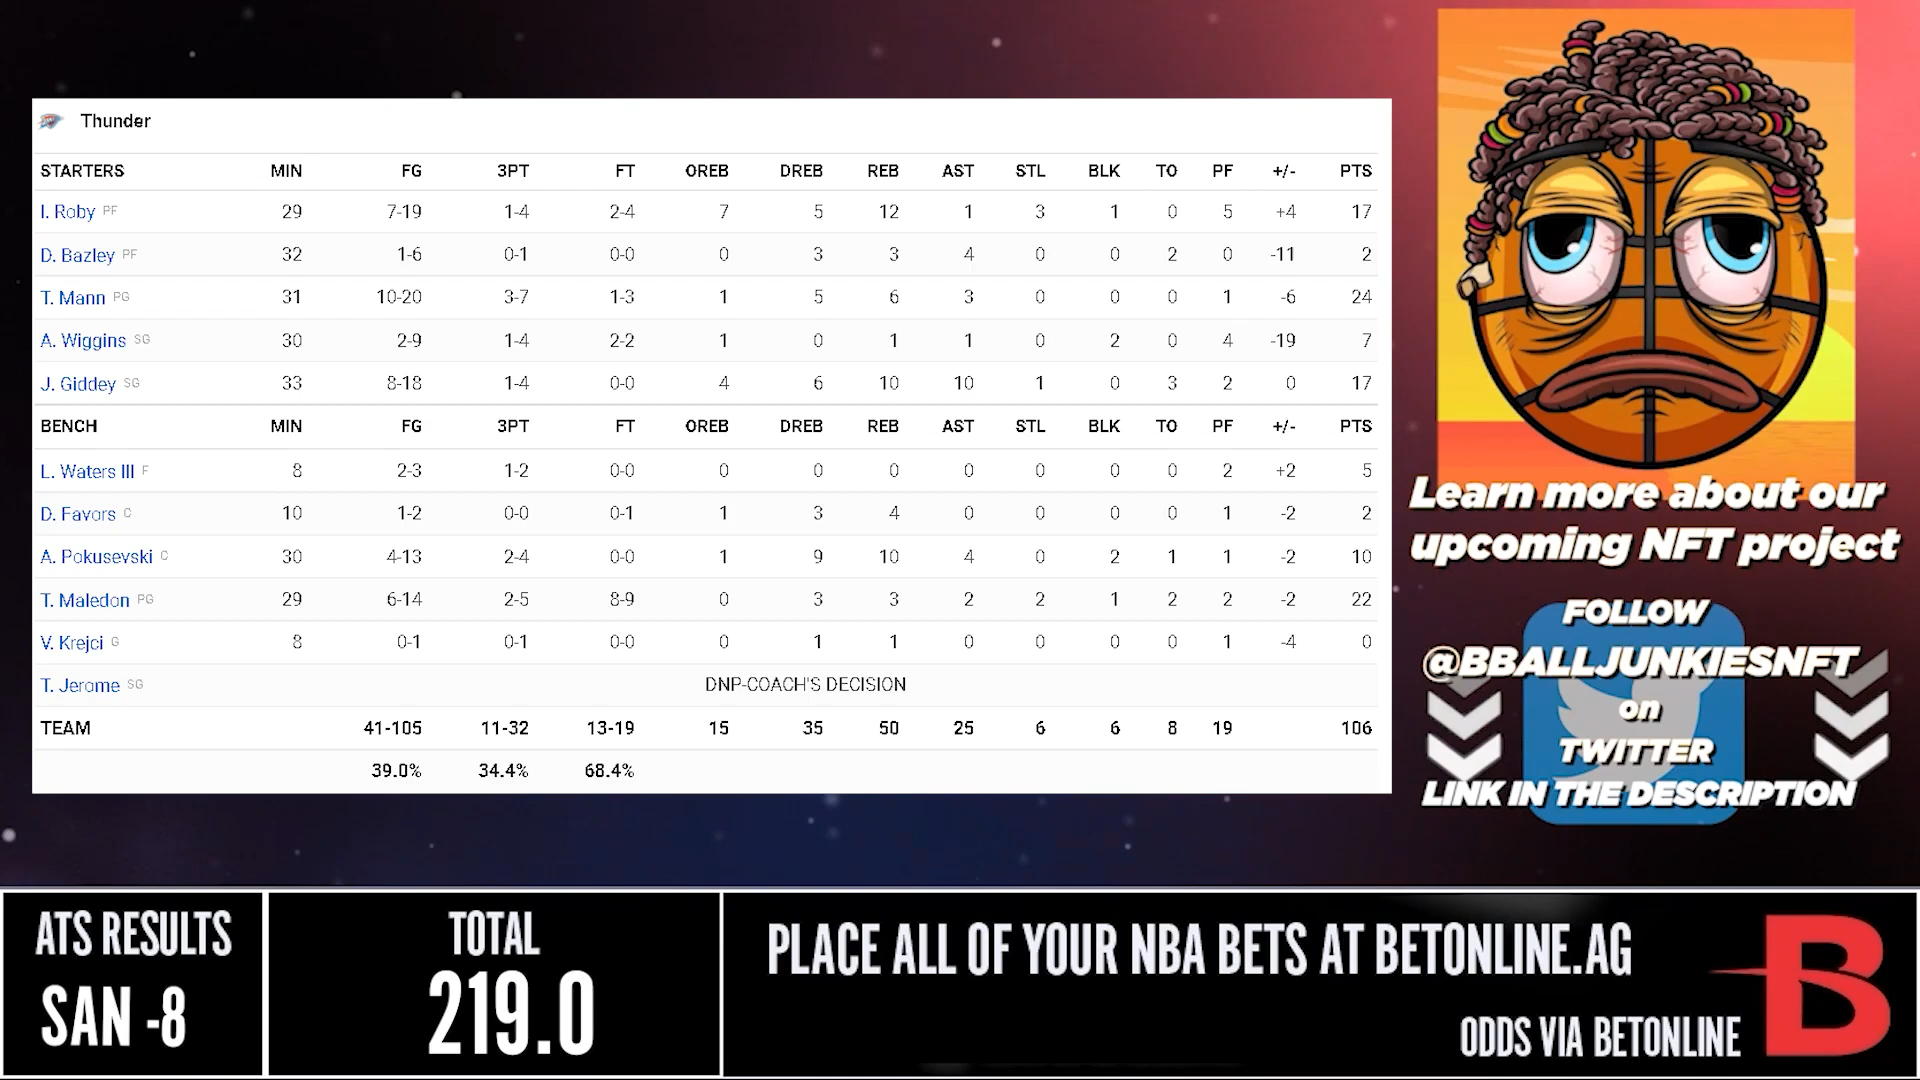 Thunder
STARTERS MIN FG 3PT FT OREB DREB REB AST STL BLK TO PF +/- PTS
I. Roby PF 29 7-19 1-4 2-4 7 5 12 1 3 1 0 5 +4 17
D. Bazley PF 32 1-6 0-1 0-0 0 3 3 4 0 0 2 0 -11 2
T. Mann PG 31 10-20 3-7 1-3 1 5 6 3 0 0 0 1 -6 24
A. Wiggins SG 30 2-9 1-4 2-2 1 0 1 1 0 2 0 4 -19 7
J. Giddey SG 33 8-18 1-4 0-0 4 6 10 10 1 0 3 2 0 17
BENCH MIN FG 3PT FT OREB DREB REB AST STL BLK TO PF +/- PTS
L. Waters III F 8 2-3 1-2 0-0 0 0 0 0 0 0 0 2 +2 5
D. Favors C 10 1-2 0-0 0-1 1 3 4 0 0 0 0 1 -2 2
A. Pokusevski C 30 4-13 2-4 0-0 1 9 10 4 0 2 1 1 -2 10
T. Maledon PG 29 6-14 2-5 8-9 0 3 3 2 2 1 2 2 -2 22
V. Krejci G 8 0-1 0-1 0-0 0 1 1 0 0 0 0 1 -4 0
T. Jerome SG DNP-COACH'S DECISION
TEAM 41-105 11-32 13-19 15 35 50 25 6 6 8 19 106
39.0% 34.4% 68.4%
Learn more about our
upcoming NFT project
FOLLOW
@BBALLJUNKIESNFT
on
TWITTER
LINK IN THE DESCRIPTION
ATS RESULTS
SAN -8
TOTAL
219.0
PLACE ALL OF YOUR NBA BETS AT BETONLINE.AG
ODDS VIA BETONLINE
B